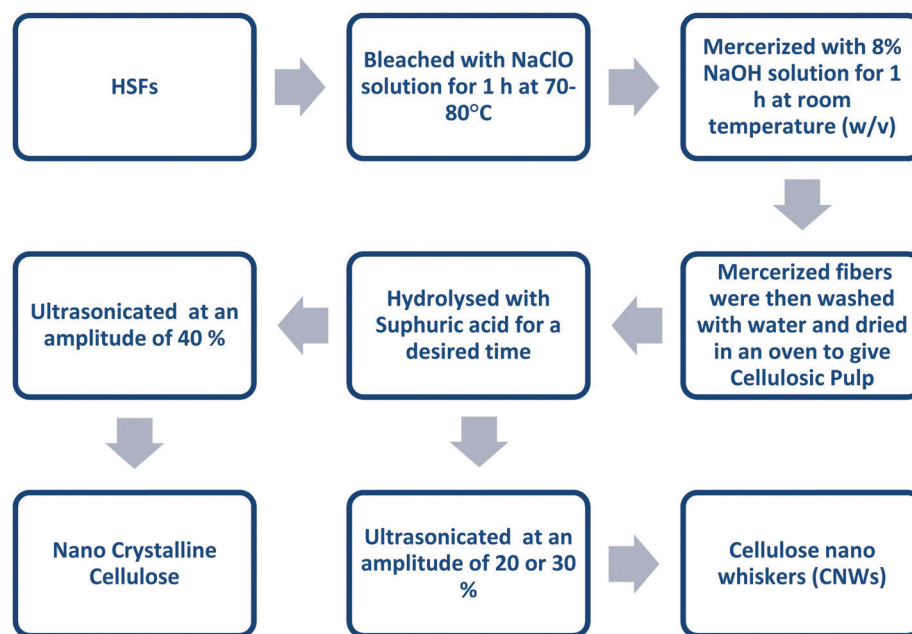 HSFs
Bleached with NaClO
solution for 1 h at 70-
80°C
Mercerized with 8%
NaOH solution for 1
h at room
temperature (w/v)
Mercerized fibers
were then washed
with water and dried
in an oven to give
Cellulosic Pulp
Hydrolysed with
Suphuric acid for a
desired time
Ultrasonicated at an
amplitude of 40 %
Nano Crystalline
Cellulose
Ultrasonicated at an
amplitude of 20 or 30
%
Cellulose nano
whiskers (CNWs)